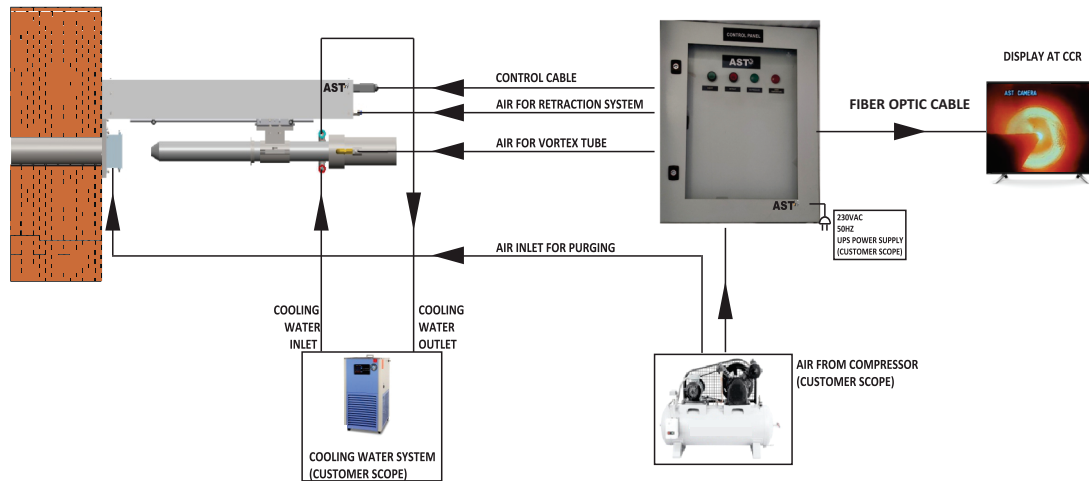 CONTROL PANEL
AST
DISPLAY AT CCR
AST
CONTROL CABLE
AIR FOR RETRACTION SYSTEM
AIR FOR VORTEX TUBE
FIBER OPTIC CABLE
AST CAMERA
AST
230VAC
50HZ
UPS POWER SUPPLY
(CUSTOMER SCOPE)
AIR INLET FOR PURGING
COOLING
WATER
INLET
COOLING
WATER
OUTLET
AIR FROM COMPRESSOR
(CUSTOMER SCOPE)
COOLING WATER SYSTEM
(CUSTOMER SCOPE)